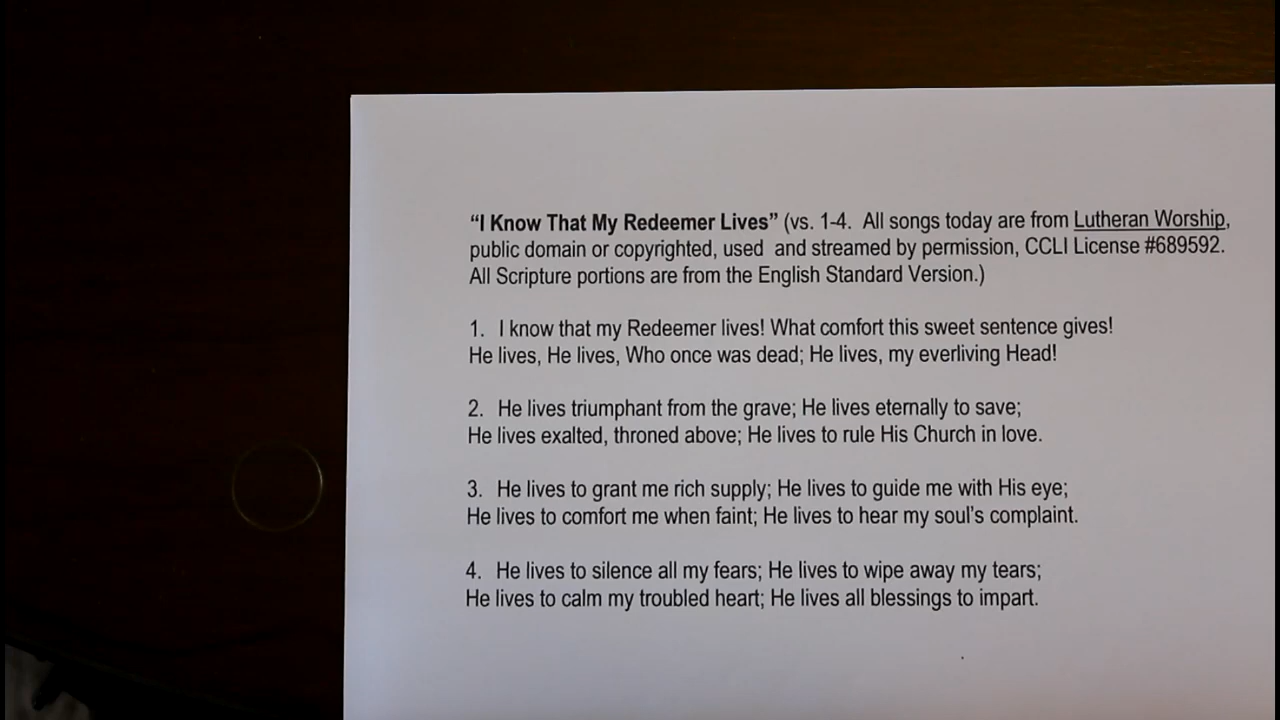 “I Know That My Redeemer Lives” (vs. 1-4.  All songs today are from Lutheran Worship,
public domain or copyrighted, used  and streamed by permission, CCLI License #689592.
All Scripture portions are from the English Standard Version.)
1.  I know that my Redeemer lives! What comfort this sweet sentence gives!
He lives, He lives, Who once was dead; He lives, my everliving Head!
2.  He lives triumphant from the grave; He lives eternally to save;
He lives exalted, throned above; He lives to rule His Church in love.
3.  He lives to grant me rich supply; He lives to guide me with His eye;
He lives to comfort me when faint; He lives to hear my soul’s complaint.
4.  He lives to silence all my fears; He lives to wipe away my tears;
He lives to calm my troubled heart; He lives all blessings to impart.